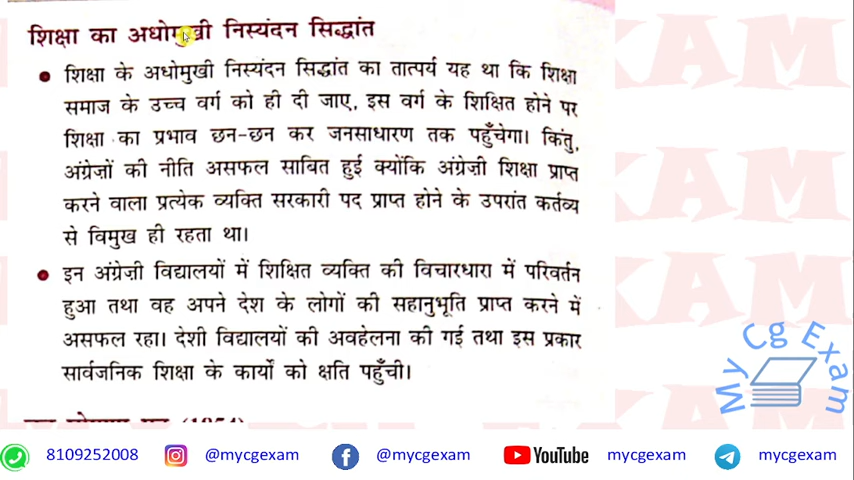 शिक्षा का अधोमुखी निस्यंदन सिद्धांत
शिक्षा के अधोमुखी निस्यंदन सिद्धांत का तात्पर्य यह था कि शिक्षा
समाज के उच्च वर्ग को ही दी जाए, इस वर्ग के शिक्षित होने पर
शिक्षा का प्रभाव छन-छन कर जनसाधारण तक पहुँचेगा। किंतु,
अंग्रेज़ों की नीति असफल साबित हुई क्योंकि अंग्रेज़ी शिक्षा प्राप्त
करने वाला प्रत्येक व्यक्ति सरकारी पद प्राप्त होने के उपरांत कर्तव्य
से विमुख ही रहता था।
इन अंग्रेज़ी विद्यालयों में शिक्षित व्यक्ति की विचारधारा में परिवर्तन
हुआ तथा वह अपने देश के लोगों की सहानुभूति प्राप्त करने में
असफल रहा। देशी विद्यालयों की अवहेलना की गई तथा इस प्रकार
सार्वजनिक शिक्षा के कार्यों को क्षति पहुँची।
My Cg Exam
8109252008 @mycgexam @mycgexam YouTube mycgexam mycgexam